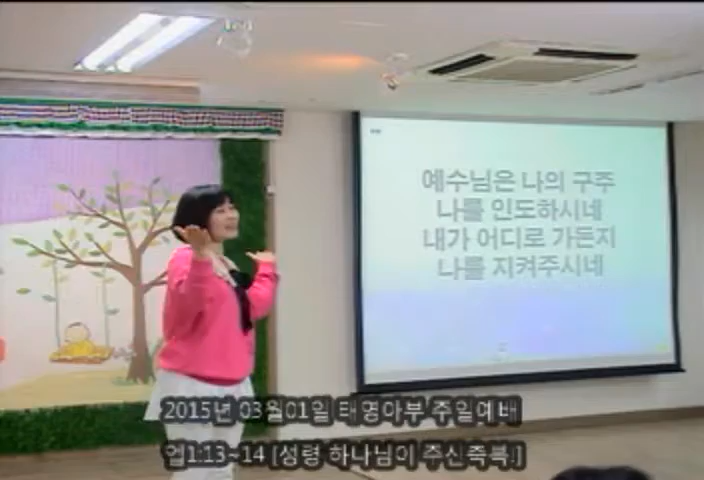 예수님은 나의 구주
나를 인도하시네
내가 어디로 가든지
나를 지켜주시네
2015년 03월01일 태영아부 주일예배
엡1:13~14 [성령 하나님이 주신축복!]